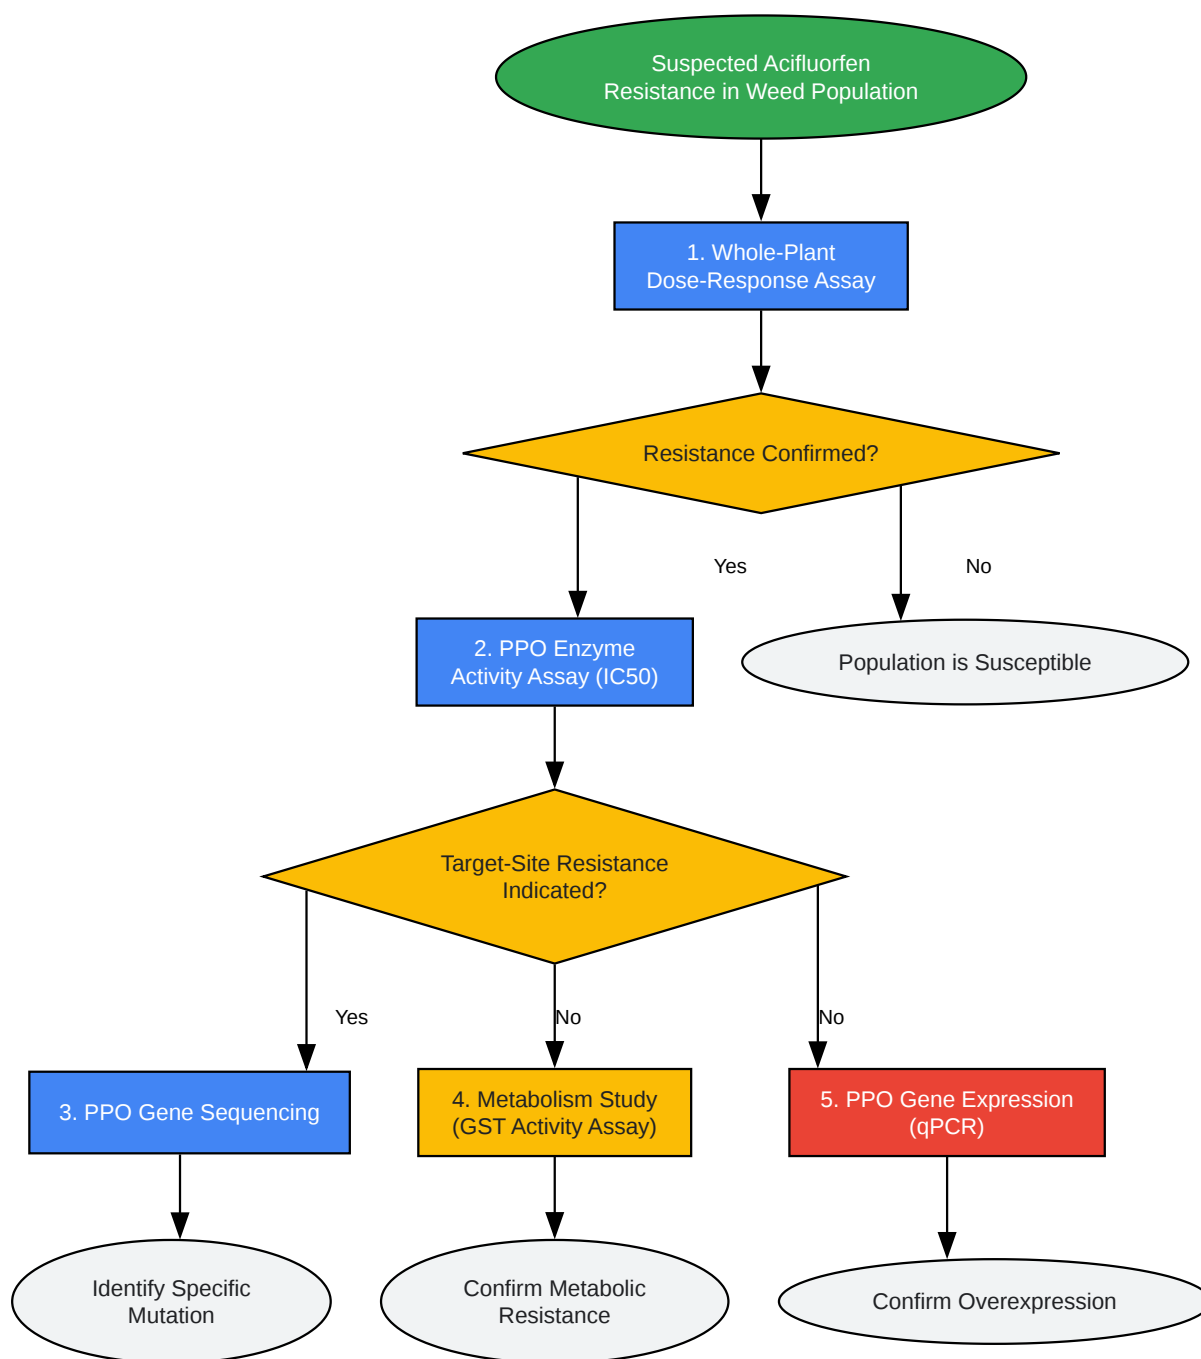 Suspected Acifluorfen
Resistance in Weed Population
1. Whole-Plant
Dose-Response Assay
Resistance Confirmed?
Yes
No
2. PPO Enzyme
Activity Assay (IC50)
Population is Susceptible
Target-Site Resistance
Indicated?
Yes
No
No
3. PPO Gene Sequencing
4. Metabolism Study
(GST Activity Assay)
5. PPO Gene Expression
(qPCR)
Identify Specific
Mutation
Confirm Metabolic
Resistance
Confirm Overexpression